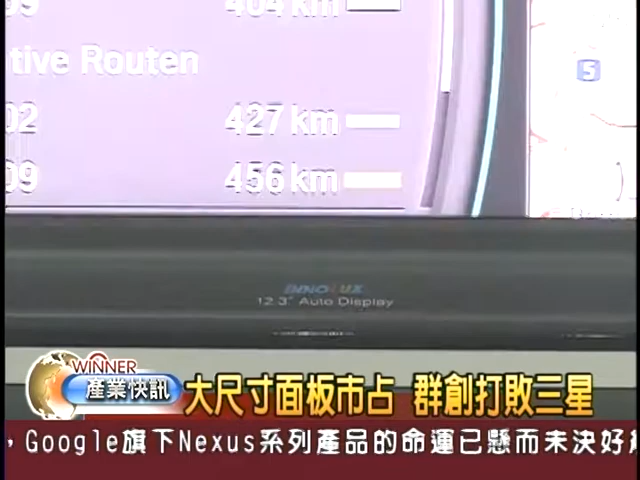 09 404 km
tive Routen
02 427 km
09 456 km
5
INNOLUX
12.3" Auto Display
WINNER
產業快訊
大尺寸面板市占 群創打敗三星
，Google旗下Nexus系列產品的命運已懸而未決好